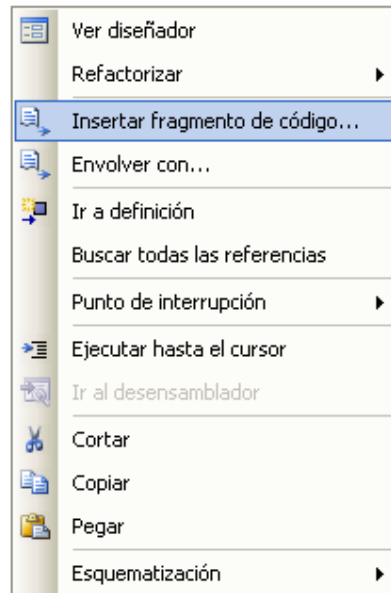 Ver diseñador
Refactorizar
Insertar fragmento de código...
Envolver con...
Ir a definición
Buscar todas las referencias
Punto de interrupción
Ejecutar hasta el cursor
Ir al desensamblador
Cortar
Copiar
Pegar
Esquematización